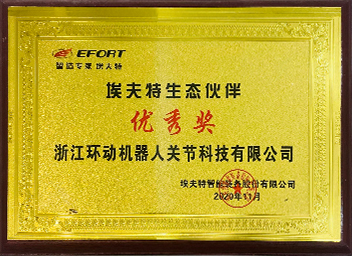 EFORT
智造专家 埃夫特
埃夫特生态伙伴
优秀奖
浙江环动机器人关节科技有限公司
埃夫特智能装备股份有限公司
2020年11月